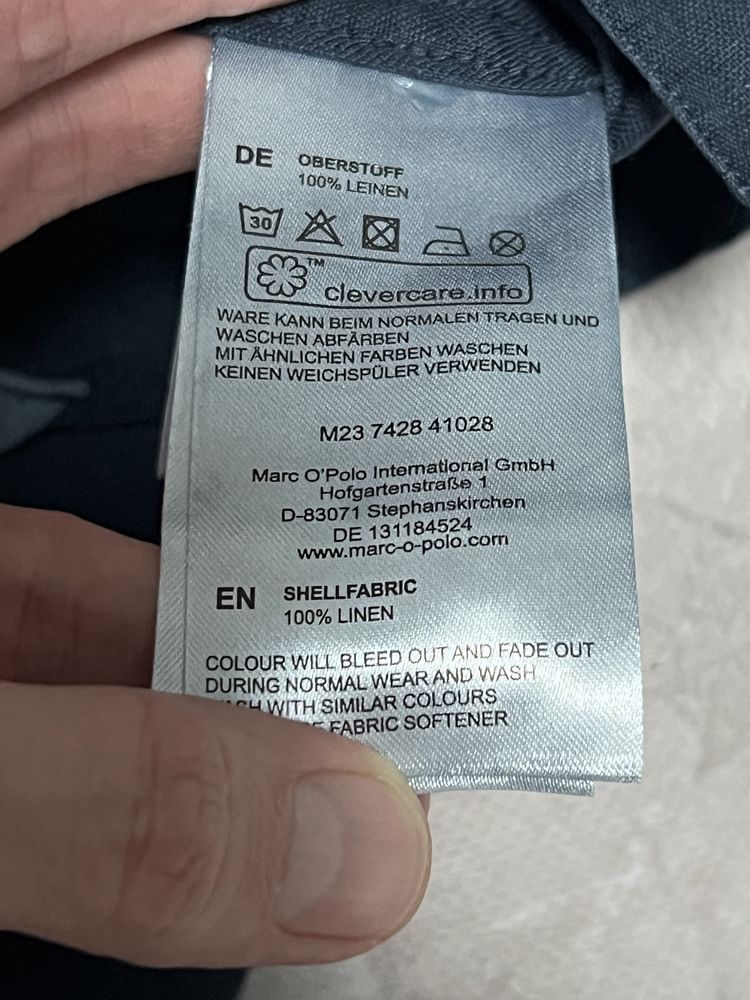 DE OBERSTOFF
100% LEINEN
30
™
clevercare.info
WARE KANN BEIM NORMALEN TRAGEN UND
WASCHEN ABFÄRBEN
MIT ÄHNLICHEN FARBEN WASCHEN
KEINEN WEICHSPÜLER VERWENDEN
M23 7428 41028
Marc O'Polo International GmbH
Hofgartenstraße 1
D-83071 Stephanskirchen
DE 131184524
www.marc-o-polo.com
EN SHELLFABRIC
100% LINEN
COLOUR WILL BLEED OUT AND FADE OUT
DURING NORMAL WEAR AND WASH
WITH SIMILAR COLOURS
FABRIC SOFTENER